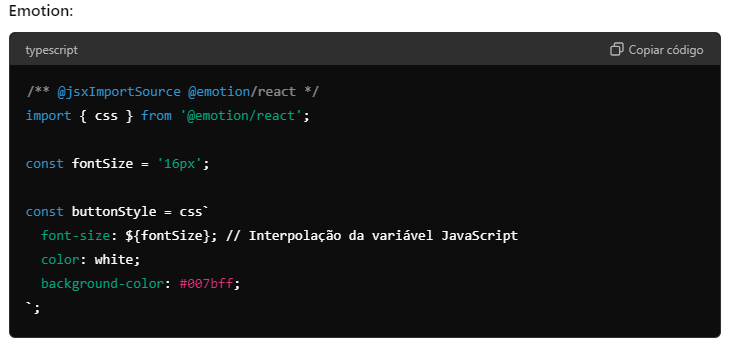 Emotion:
typescript
Copiar código
/** @jsxImportSource @emotion/react */
import { css } from '@emotion/react';
const fontSize = '16px';
const buttonStyle = css`
  font-size: ${fontSize}; // Interpolação da variável JavaScript
  color: white;
  background-color: #007bff;
`;